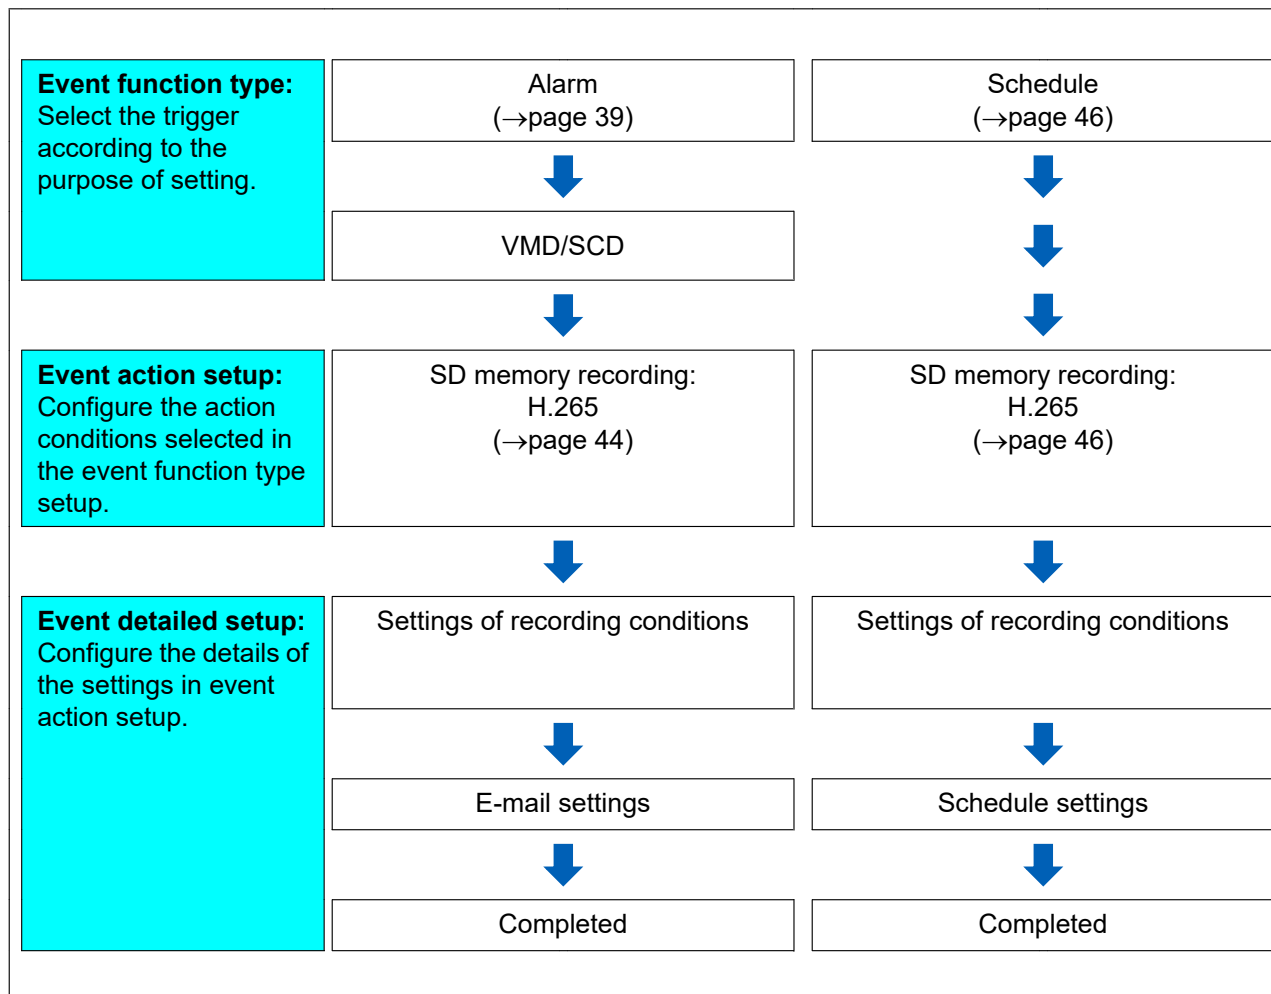 Event function type:
Select the trigger
according to the
purpose of setting.
Alarm
(→page 39)
Schedule
(→page 46)
VMD/SCD
Event action setup:
Configure the action
conditions selected in
the event function type
setup.
SD memory recording:
H.265
(→page 44)
SD memory recording:
H.265
(→page 46)
Event detailed setup:
Configure the details of
the settings in event
action setup.
Settings of recording conditions
Settings of recording conditions
E-mail settings
Schedule settings
Completed
Completed